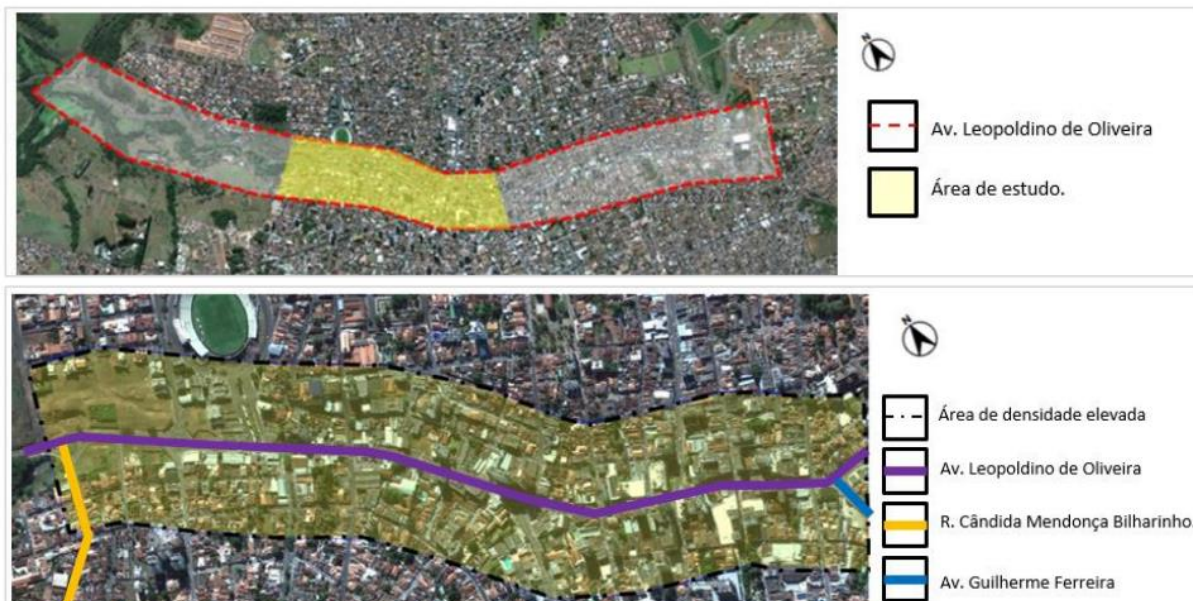 N
Av. Leopoldino de Oliveira
Área de estudo.
N
Área de densidade elevada
Av. Leopoldino de Oliveira
R. Cândida Mendonça Bilharinho.
Av. Guilherme Ferreira